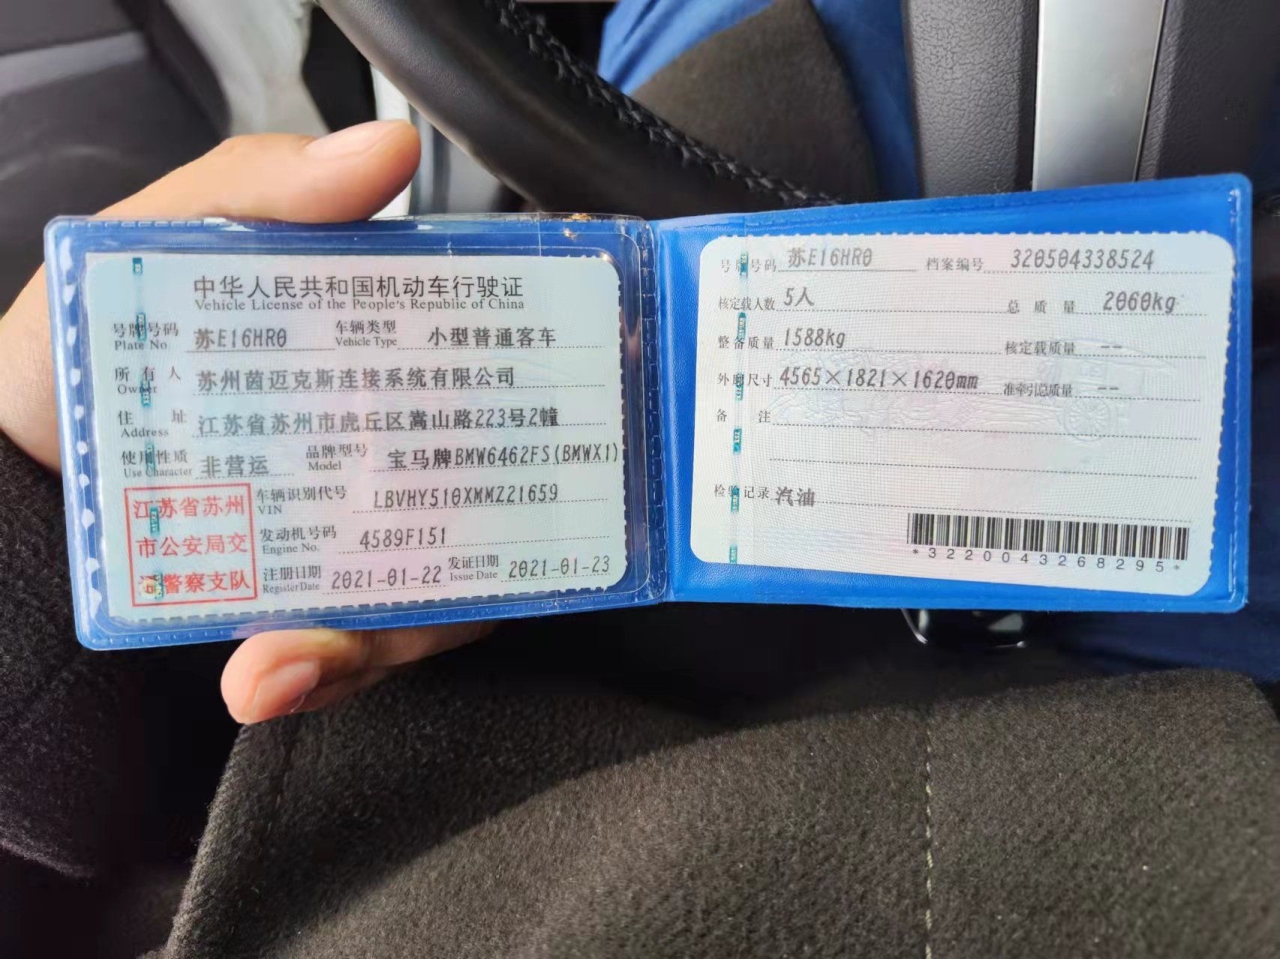 中华人民共和国机动车行驶证
Vehicle License of the People's Republic of China
号牌号码 苏E16HR0 车辆类型 小型普通客车
Plate No. Vehicle Type
所有人 苏州茵迈克斯连接系统有限公司
Owner
住址 江苏省苏州市虎丘区嵩山路223号2幢
Address
使用性质 非营运 品牌型号 宝马牌BMW6462FS(BMWX1)
Use Character Model
江苏省苏州
市公安局交
通警察支队
车辆识别代号 LBVHY510XMMZ21659
VIN
发动机号码 4589F151
Engine No.
注册日期 2021-01-22 发证日期 2021-01-23
Register Date Issue Date
号牌号码 苏E16HR0 档案编号 320504338524
核定载人数 5人 总质量 2060kg
整备质量 1588kg 核定载质量 --
外廓尺寸 4565×1821×1620mm 准牵引总质量 --
备注
检验记录 汽油
*3220043268295*